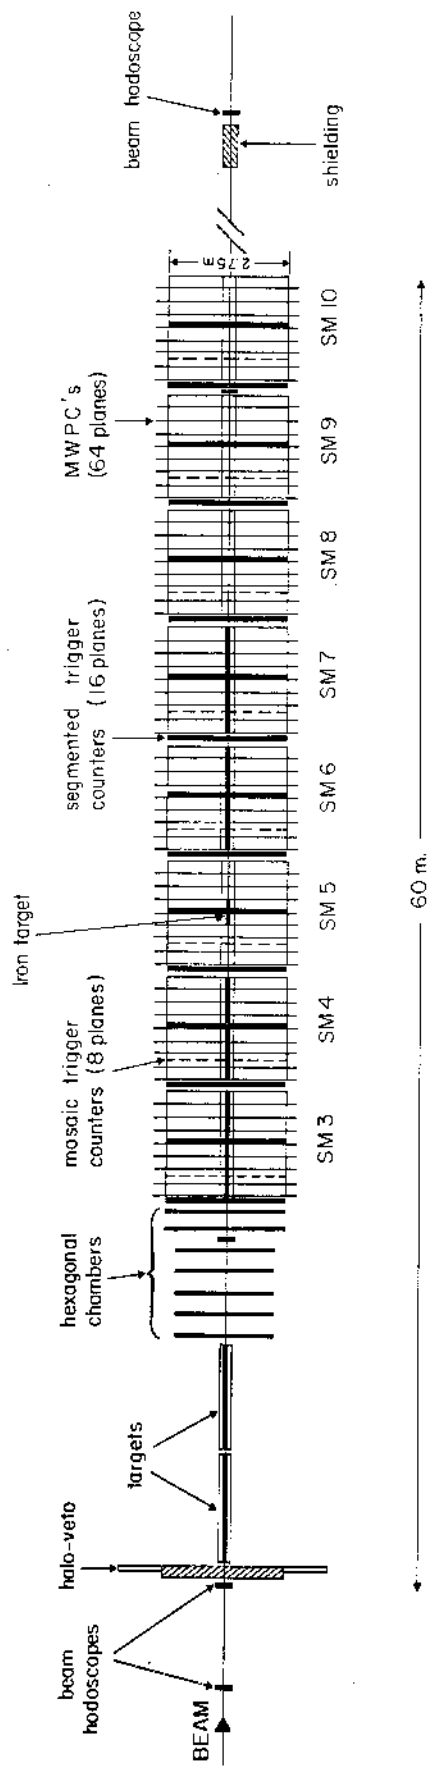 BEAM
beam
hodoscopes
halo-veto
targets
hexagonal
chambers
mosaic trigger
counters (8 planes)
Iron target
segmented trigger
counters (16 planes)
MWPC's
(64 planes)
2.75m
beam hodoscope
shielding
SM 3
SM 4
SM 5
SM 6
SM 7
SM 8
SM 9
SM 10
60 m.